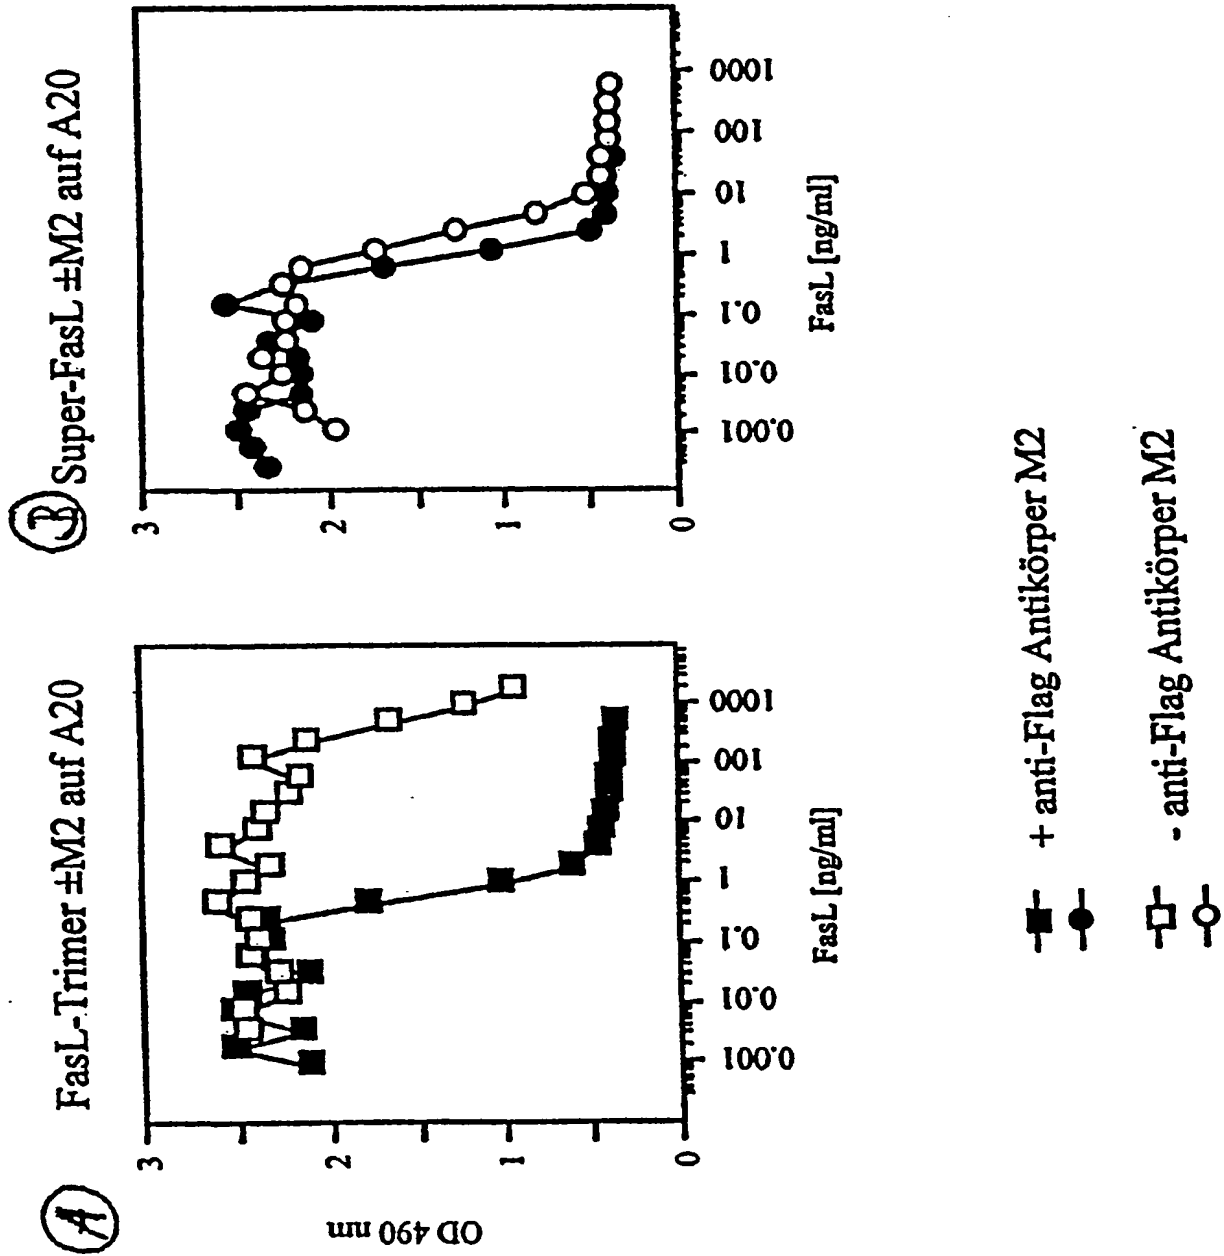 A
FasL-Trimer ±M2 auf A20
OD 490 nm
3
2
1
0
0.001
0.01
0.1
1
10
100
1000
FasL [ng/ml]
B
Super-FasL ±M2 auf A20
3
2
1
0
0.001
0.01
0.1
1
10
100
1000
FasL [ng/ml]
+ anti-Flag Antikörper M2
- anti-Flag Antikörper M2